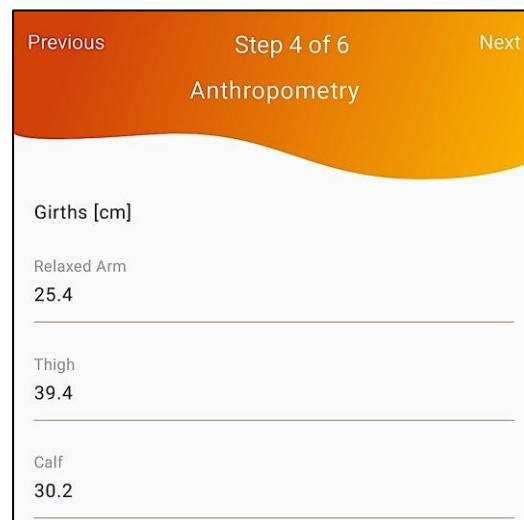 Previous Step 4 of 6 Next
Anthropometry
Girths [cm]
Relaxed Arm
25.4
Thigh
39.4
Calf
30.2